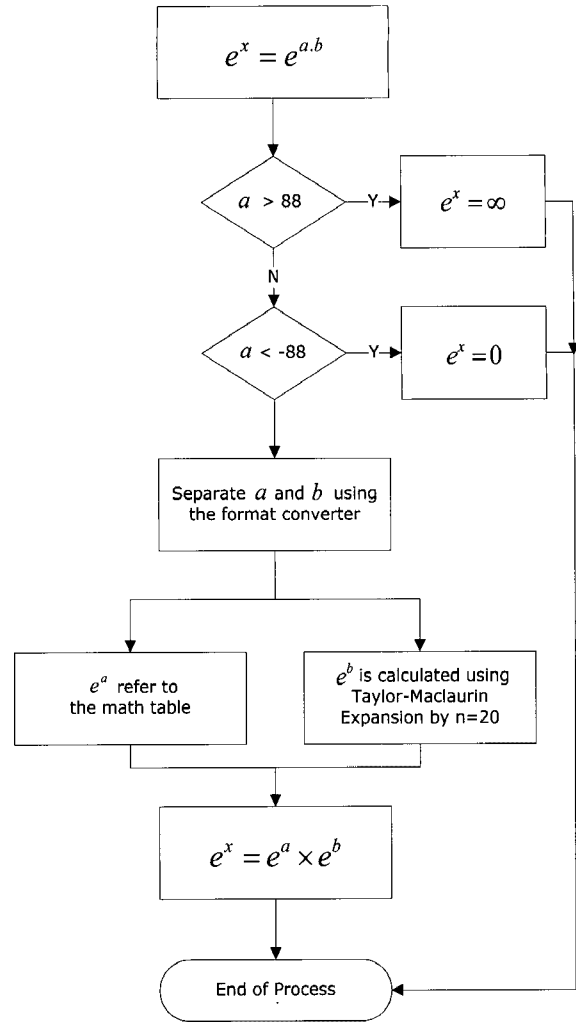 e^x = e^{a.b}
a > 88
Y
e^x = ∞
N
a < -88
Y
e^x = 0
Separate a and b using
the format converter
e^a refer to
the math table
e^b is calculated using
Taylor-Maclaurin
Expansion by n=20
e^x = e^a × e^b
End of Process